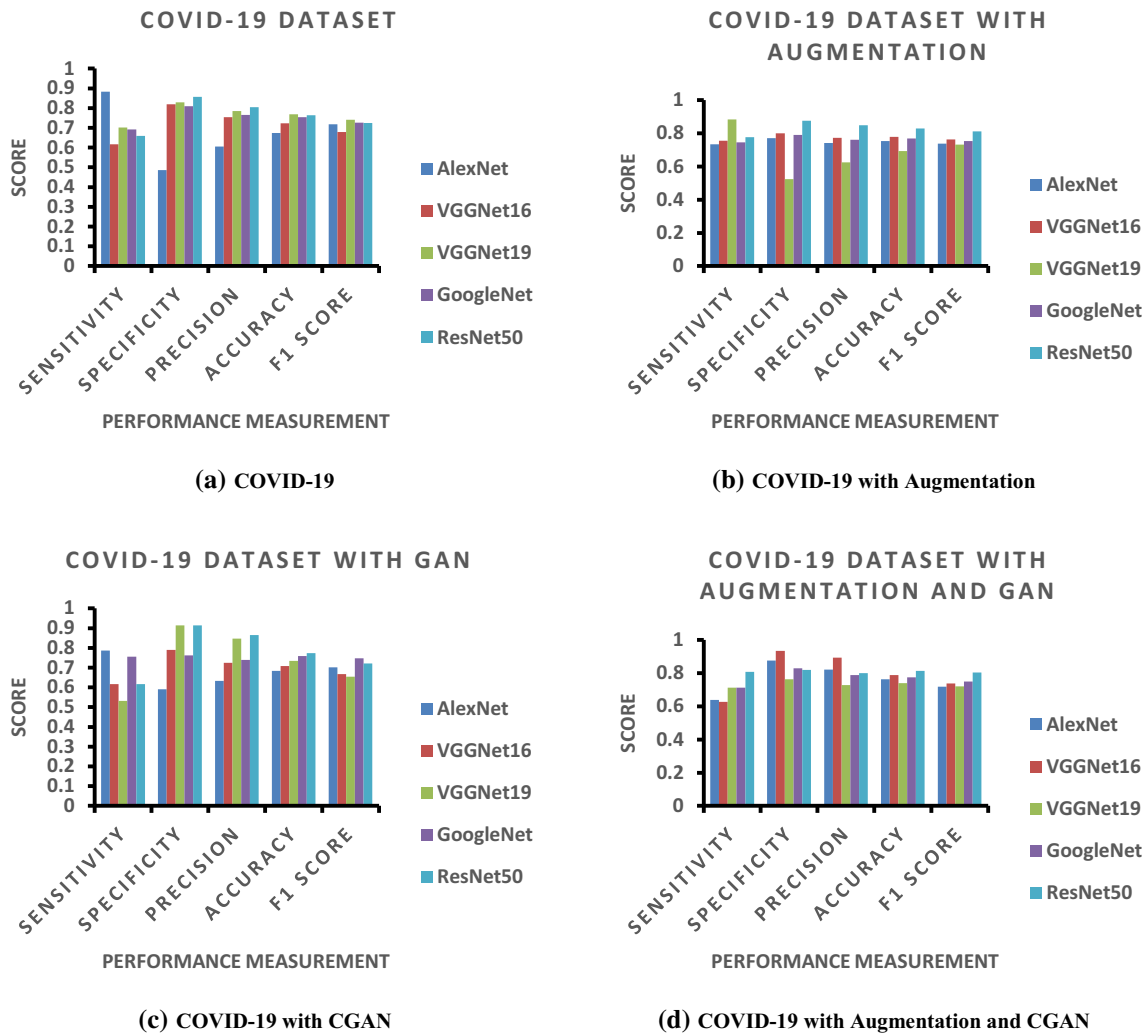 COVID-19 DATASET
SCORE
1
0.9
0.8
0.7
0.6
0.5
0.4
0.3
0.2
0.1
0
SENSITIVITY
SPECIFICITY
PRECISION
ACCURACY
F1 SCORE
PERFORMANCE MEASUREMENT
AlexNet
VGGNet16
VGGNet19
GoogleNet
ResNet50
(a) COVID-19
COVID-19 DATASET WITH
AUGMENTATION
SCORE
1
0.8
0.6
0.4
0.2
0
SENSITIVITY
SPECIFICITY
PRECISION
ACCURACY
F1 SCORE
PERFORMANCE MEASUREMENT
AlexNet
VGGNet16
VGGNet19
GoogleNet
ResNet50
(b) COVID-19 with Augmentation
COVID-19 DATASET WITH GAN
SCORE
1
0.9
0.8
0.7
0.6
0.5
0.4
0.3
0.2
0.1
0
SENSITIVITY
SPECIFICITY
PRECISION
ACCURACY
F1 SCORE
PERFORMANCE MEASUREMENT
AlexNet
VGGNet16
VGGNet19
GoogleNet
ResNet50
(c) COVID-19 with CGAN
COVID-19 DATASET WITH
AUGMENTATION AND GAN
SCORE
1
0.8
0.6
0.4
0.2
0
SENSITIVITY
SPECIFICITY
PRECISION
ACCURACY
F1 SCORE
PERFORMANCE MEASUREMENT
AlexNet
VGGNet16
VGGNet19
GoogleNet
ResNet50
(d) COVID-19 with Augmentation and CGAN